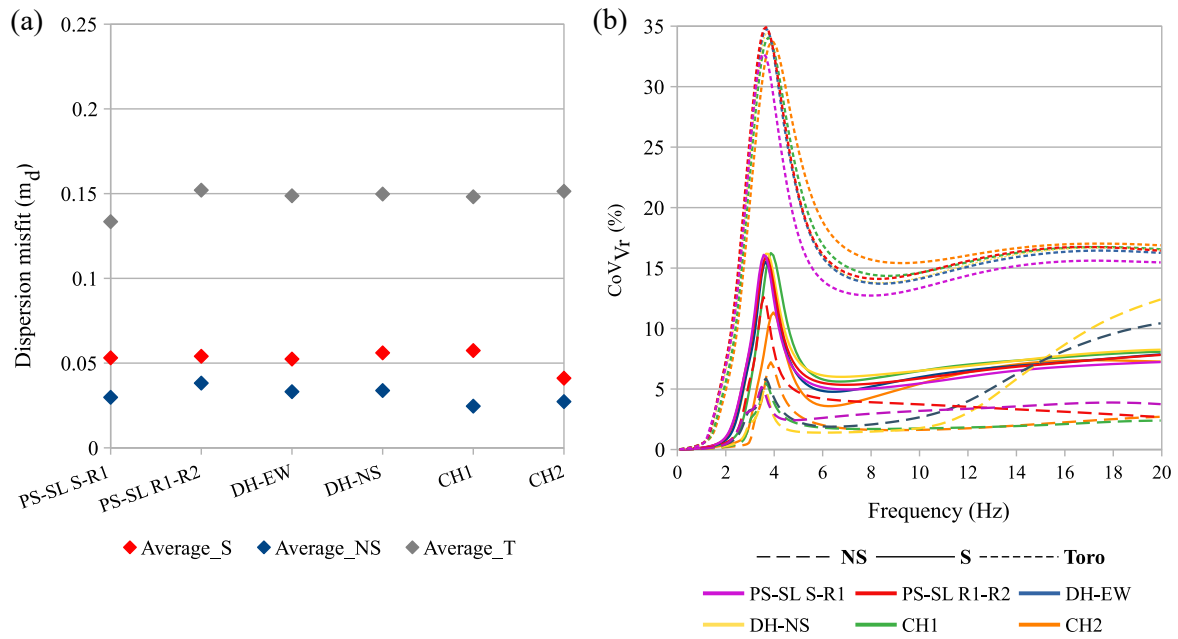 (a)
Dispersion misfit (m_d)
0.25
0.2
0.15
0.1
0.05
0
PS-SL S-R1
PS-SL R1-R2
DH-EW
DH-NS
CH1
CH2
Average_S Average_NS Average_T
(b)
CoV_Vr (%)
35
30
25
20
15
10
5
0
0 2 4 6 8 10 12 14 16 18 20
Frequency (Hz)
NS S Toro
PS-SL S-R1 PS-SL R1-R2 DH-EW
DH-NS CH1 CH2